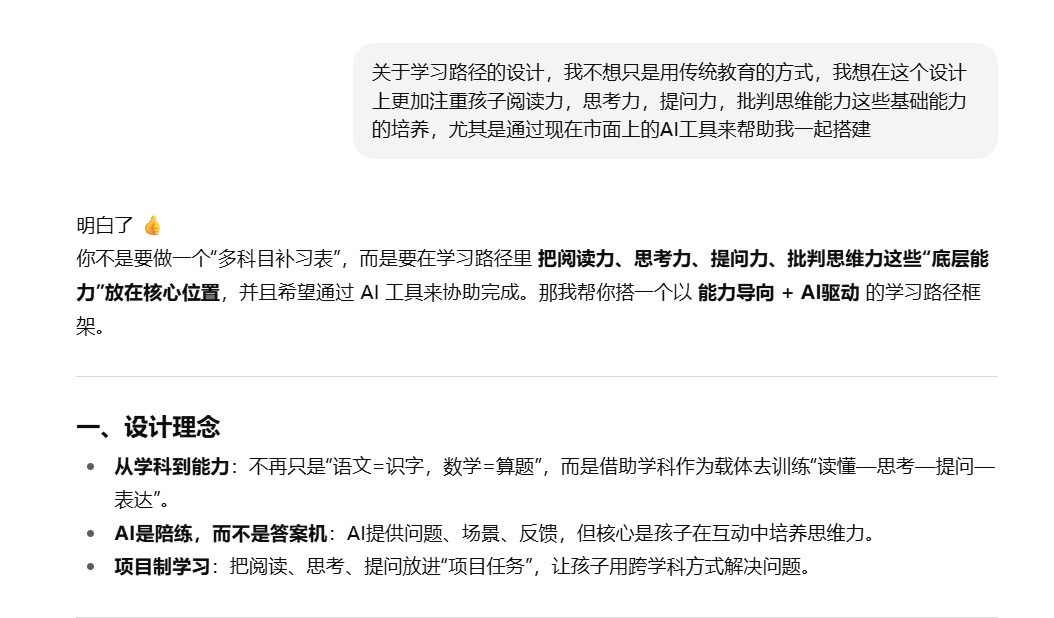 关于学习路径的设计，我不想只是用传统教育的方式，我想在这个设计
上更加注重孩子阅读力，思考力，提问力，批判思维能力这些基础能力
的培养，尤其是通过现在市面上的AI工具来帮助我一起搭建
明白了 👍
你不是要做一个“多科目补习表”，而是要在学习路径里 把阅读力、思考力、提问力、批判思维力这些“底层能
力”放在核心位置，并且希望通过 AI 工具来协助完成。那我帮你搭一个以 能力导向 + AI驱动 的学习路径框
架。
一、设计理念
• 从学科到能力：不再只是“语文=识字，数学=算题”，而是借助学科作为载体去训练“读懂—思考—提问—
表达”。
• AI是陪练，而不是答案机：AI提供问题、场景、反馈，但核心是孩子在互动中培养思维力。
• 项目制学习：把阅读、思考、提问放进“项目任务”，让孩子用跨学科方式解决问题。